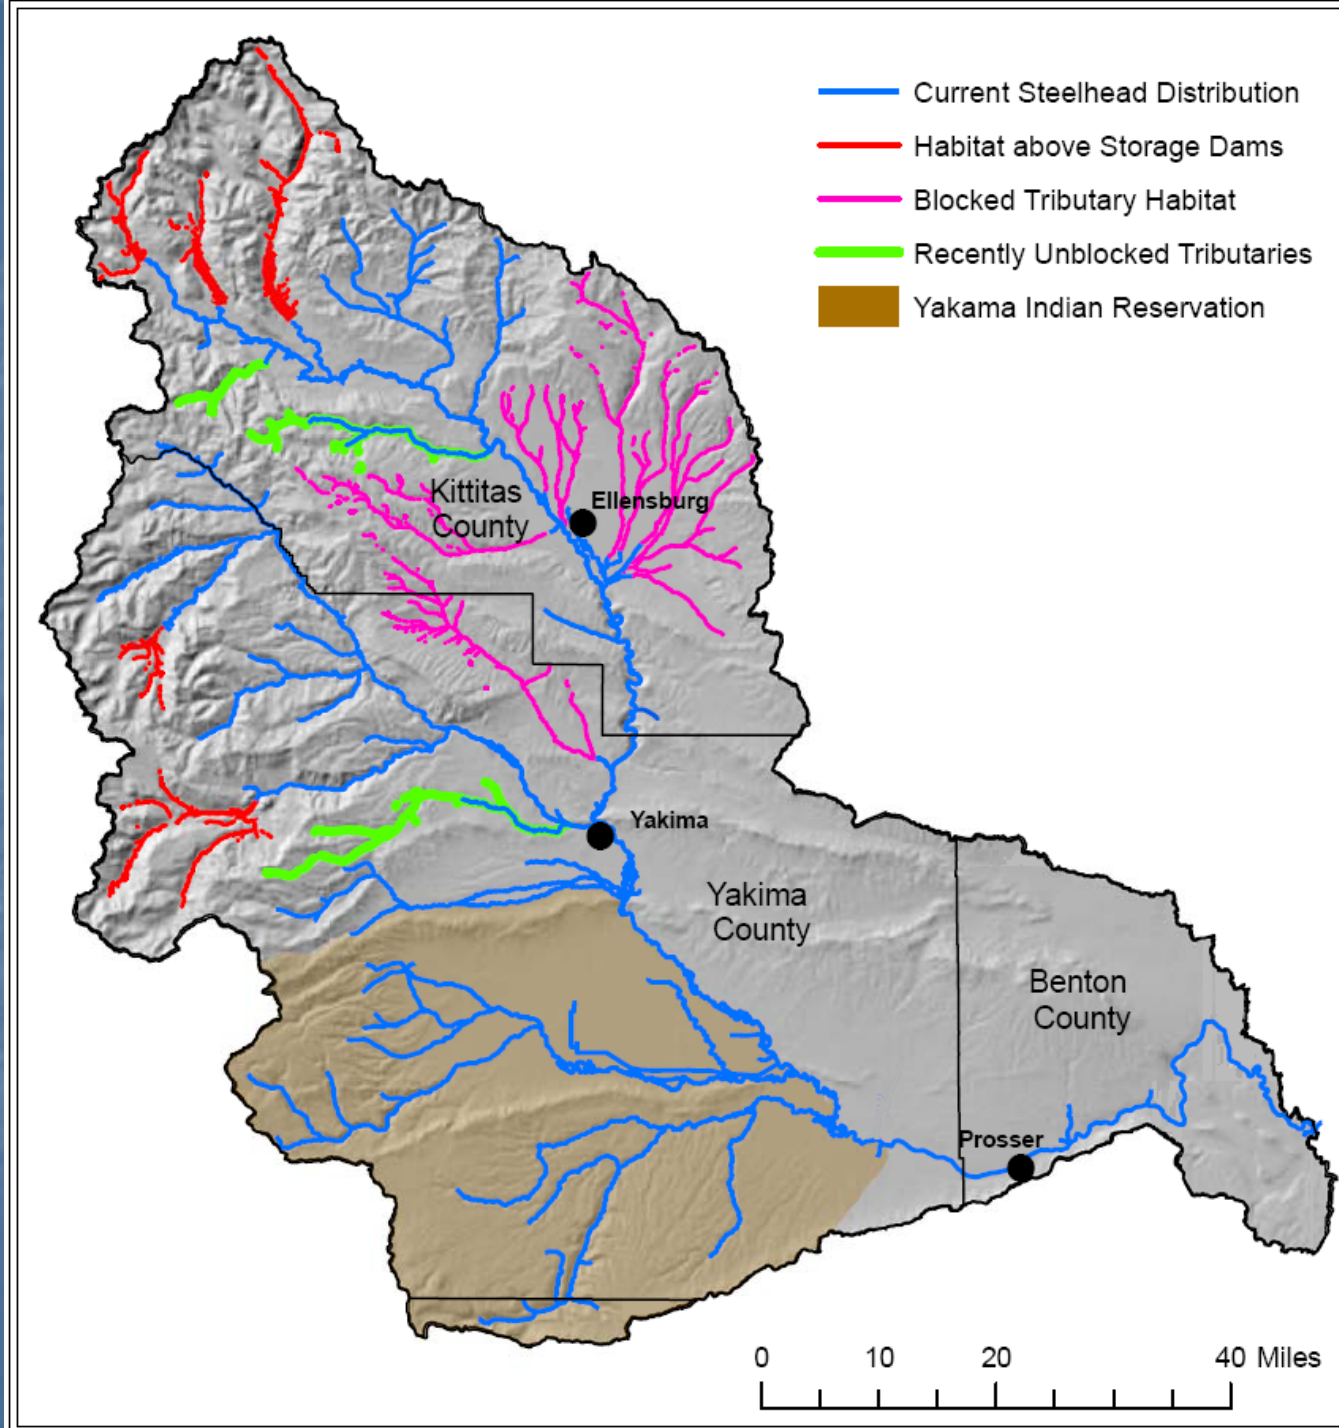 Current Steelhead Distribution
Habitat above Storage Dams
Blocked Tributary Habitat
Recently Unblocked Tributaries
Yakama Indian Reservation
Kittitas
County
Ellensburg
Yakima
Yakima
County
Benton
County
Prosser
0 10 20 40 Miles